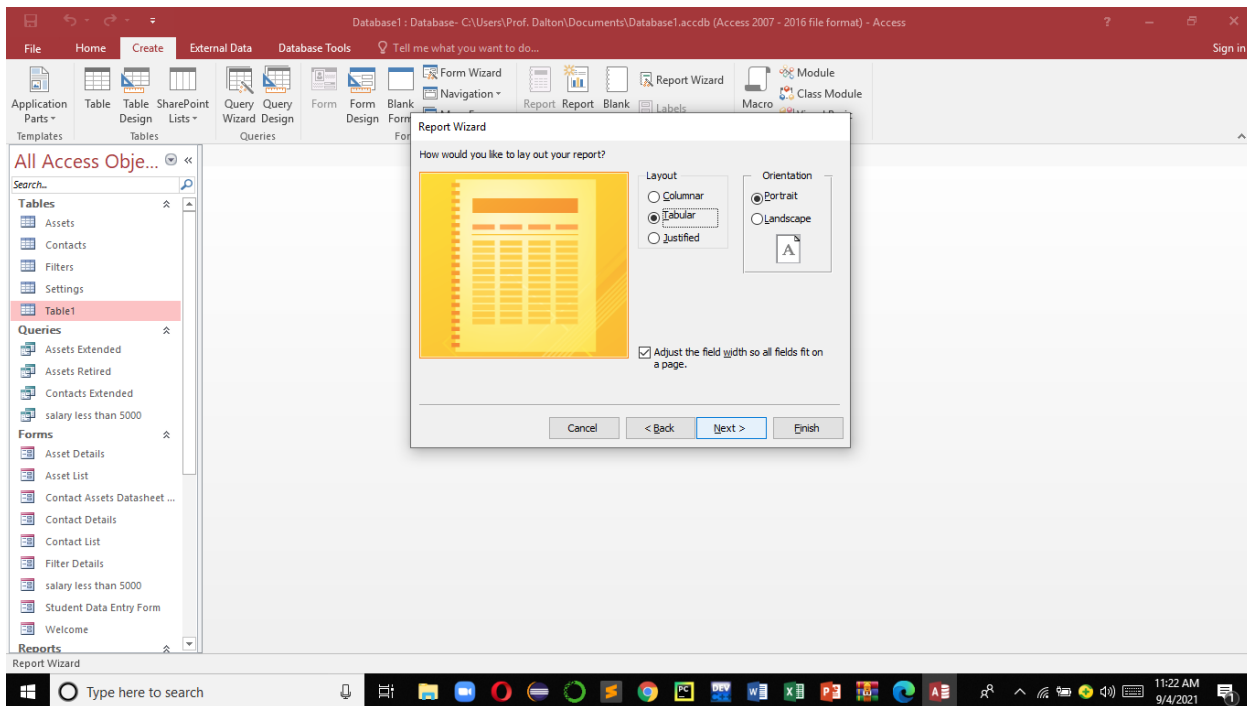 Database1 : Database- C:\Users\Prof. Dalton\Documents\Database1.accdb (Access 2007 - 2016 file format) - Access
?
File Home Create External Data Database Tools Tell me what you want to do... Sign in
Application Parts
Table
Table Design
SharePoint Lists
Query Wizard
Query Design
Form
Form Design
Blank
Form Wizard
Navigation
Report
Report
Blank
Report Wizard
Labels
Macro
Module
Class Module
Templates Tables Queries
All Access Obje...
Search...
Tables
Assets
Contacts
Filters
Settings
Table1
Queries
Assets Extended
Assets Retired
Contacts Extended
salary less than 5000
Forms
Asset Details
Asset List
Contact Assets Datasheet ...
Contact Details
Contact List
Filter Details
salary less than 5000
Student Data Entry Form
Welcome
Reports
Report Wizard
How would you like to lay out your report?
Layout
Columnar
Tabular
Justified
Orientation
Portrait
Landscape
A
Adjust the field width so all fields fit on
a page.
Cancel < Back Next > Finish
Report Wizard
Type here to search
PC
DEV
11:22 AM
9/4/2021